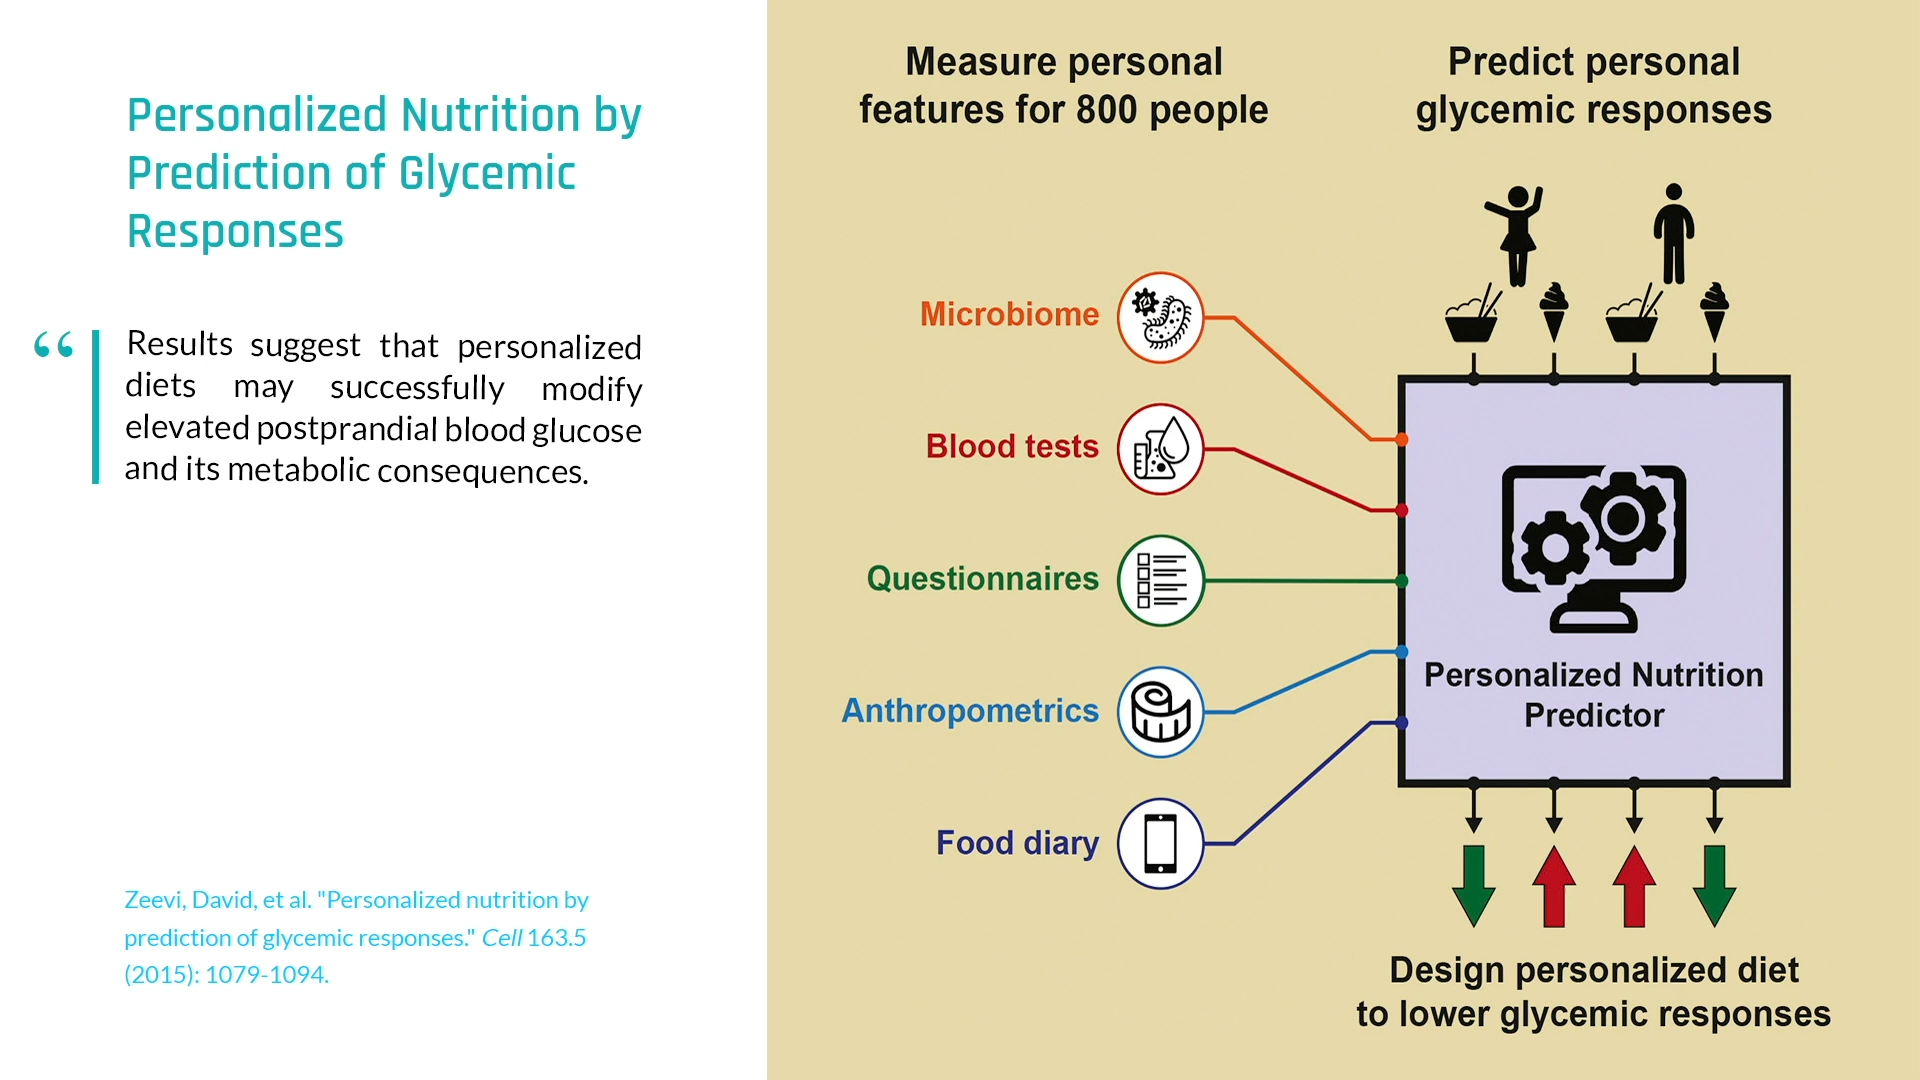 Personalized Nutrition by
Prediction of Glycemic
Responses
“
Results suggest that personalized
diets may successfully modify
elevated postprandial blood glucose
and its metabolic consequences.
Zeevi, David, et al. "Personalized nutrition by
prediction of glycemic responses." Cell 163.5
(2015): 1079-1094.
Measure personal
features for 800 people
Microbiome
Blood tests
Questionnaires
Anthropometrics
Food diary
Predict personal
glycemic responses
Personalized Nutrition
Predictor
Design personalized diet
to lower glycemic responses